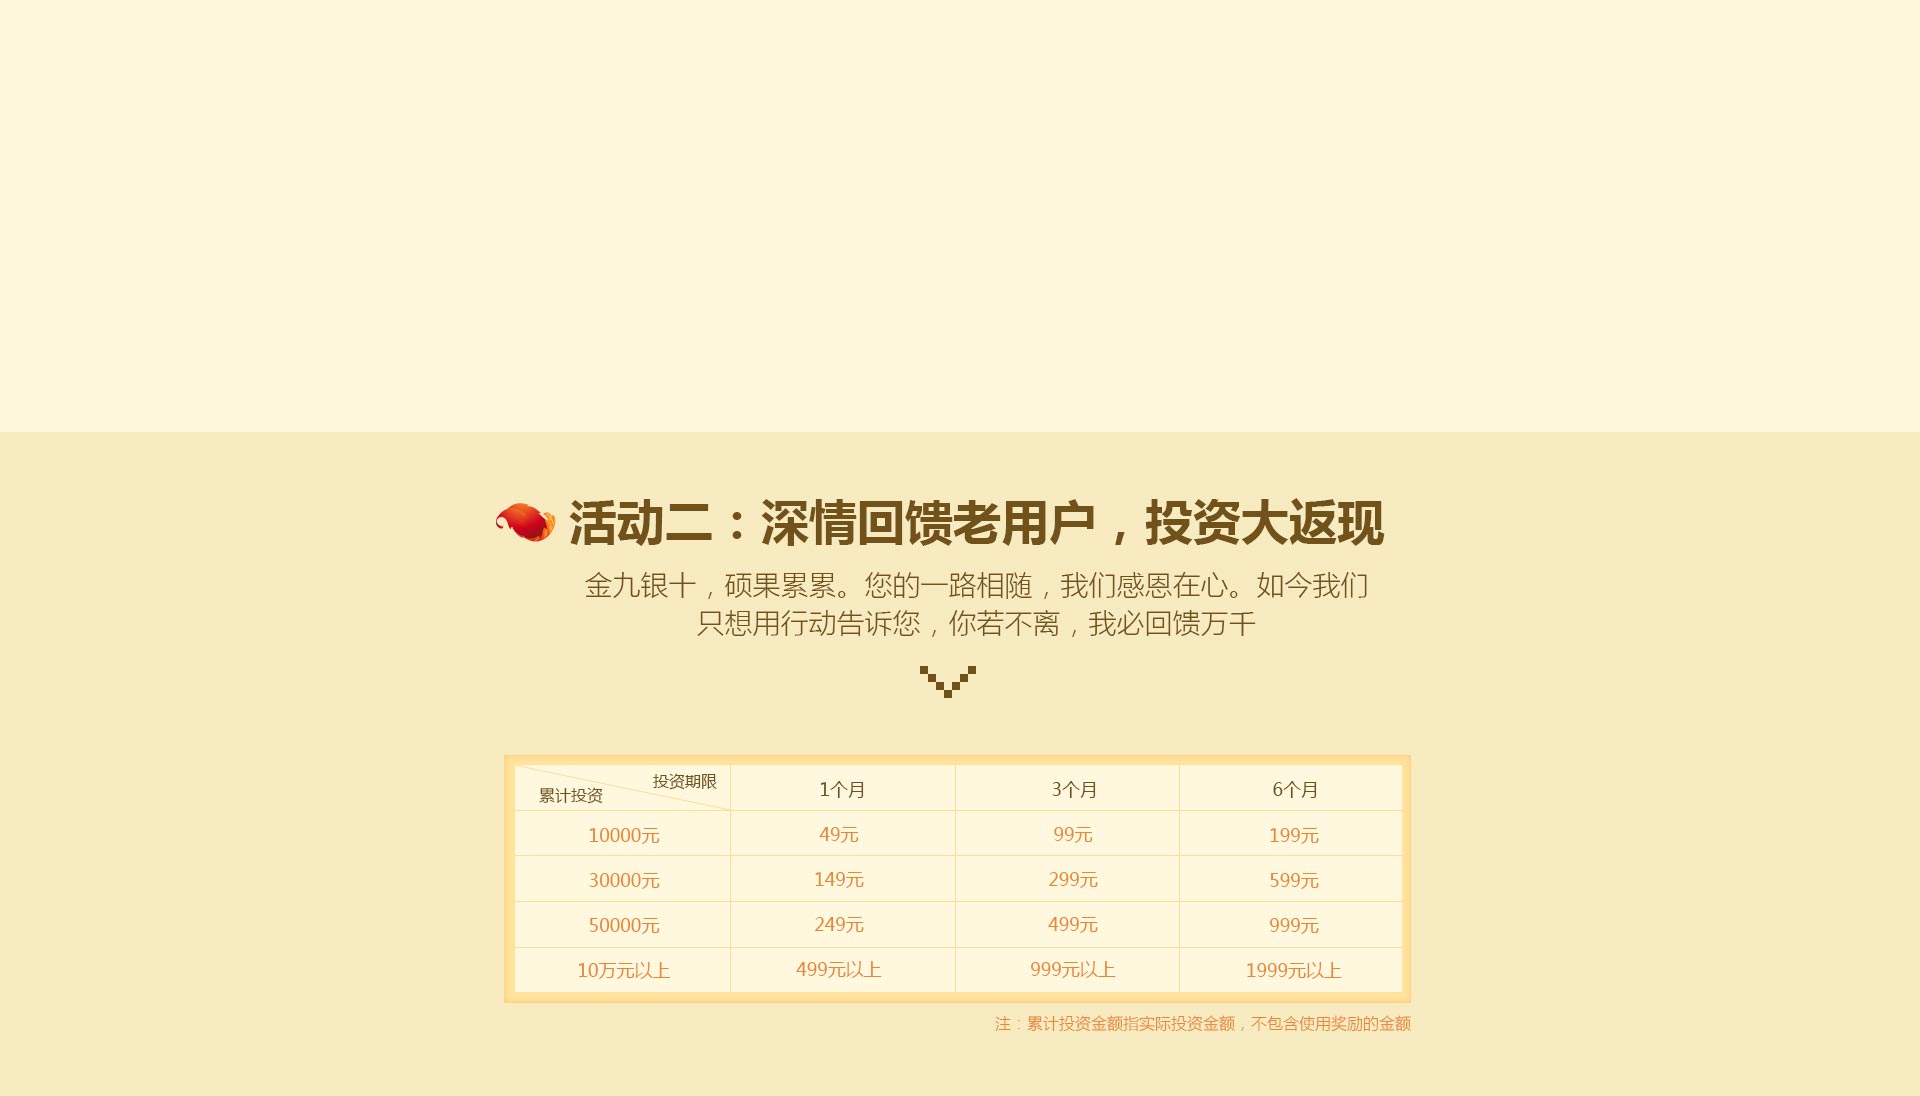 活动二：深情回馈老用户，投资大返现
金九银十，硕果累累。您的一路相随，我们感恩在心。如今我们
只想用行动告诉您，你若不离，我必回馈万千
投资期限
累计投资
1个月 3个月 6个月
10000元 49元 99元 199元
30000元 149元 299元 599元
50000元 249元 499元 999元
10万元以上 499元以上 999元以上 1999元以上
注：累计投资金额指实际投资金额，不包含使用奖励的金额